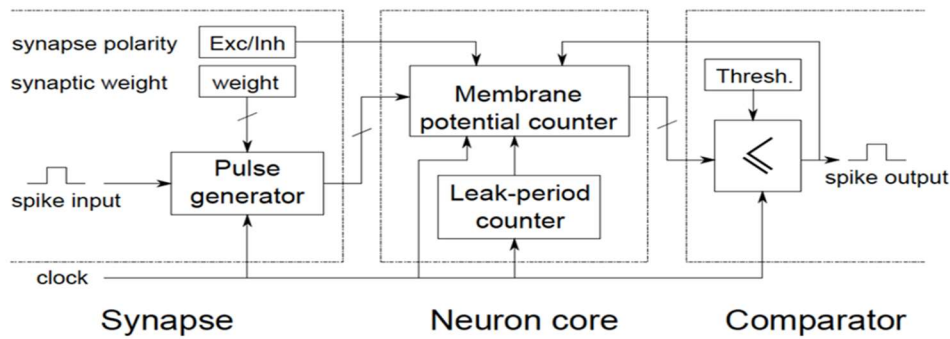 synapse polarity
Exc/Inh
synaptic weight
weight
Thresh.
Membrane
potential counter
≤
Pulse
generator
spike input
Leak-period
counter
spike output
clock
Synapse
Neuron core
Comparator